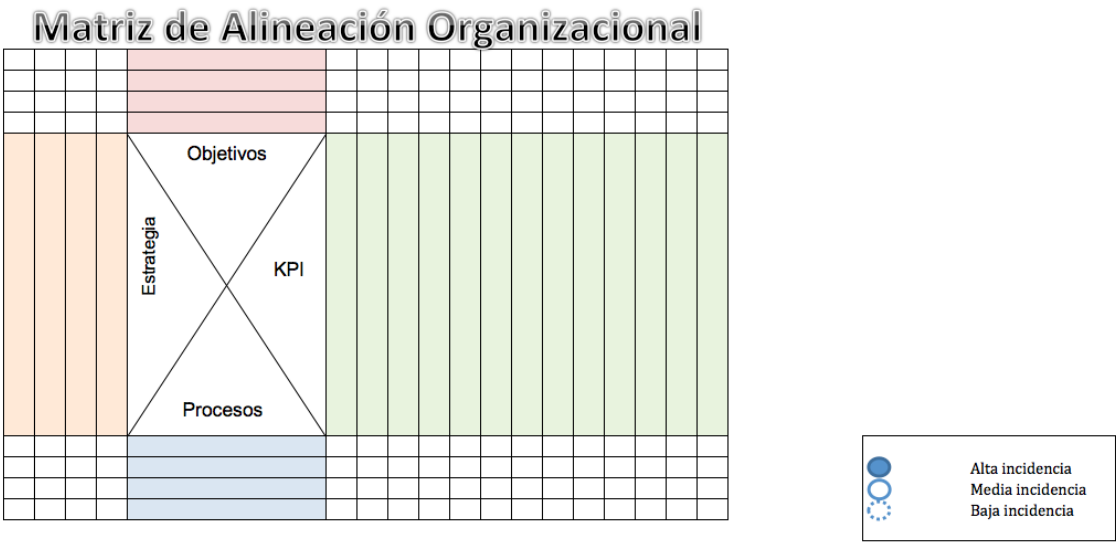 Matriz de Alineación Organizacional
Objetivos
Estrategia
KPI
Procesos
Alta incidencia
Media incidencia
Baja incidencia